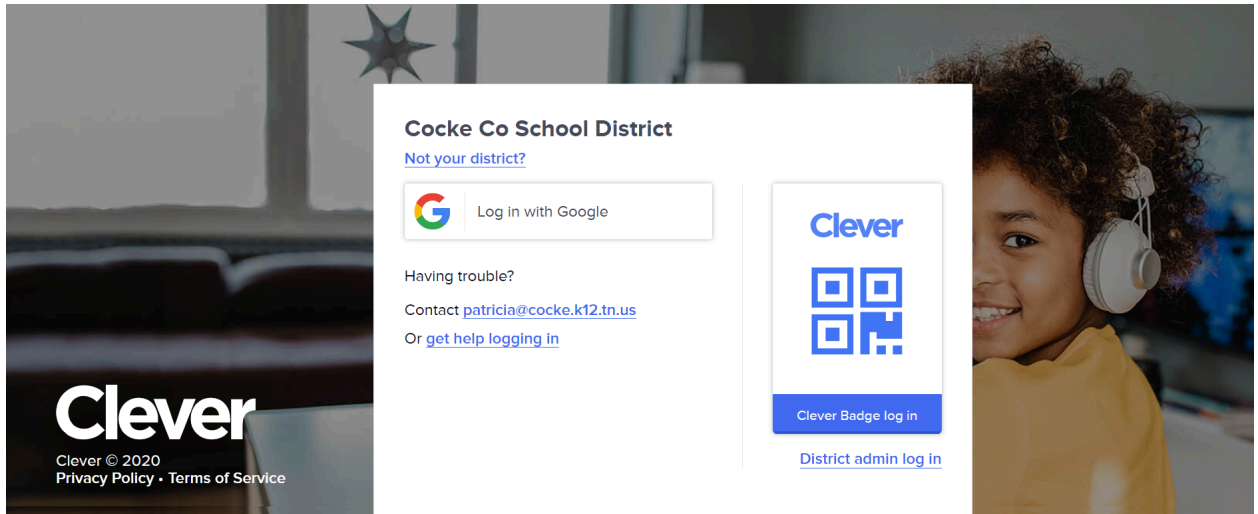 Cocke Co School District
Not your district?
Log in with Google
Having trouble?
Contact patricia@cocke.k12.tn.us
Or get help logging in
Clever
Clever Badge log in
District admin log in
Clever
Clever © 2020
Privacy Policy • Terms of Service